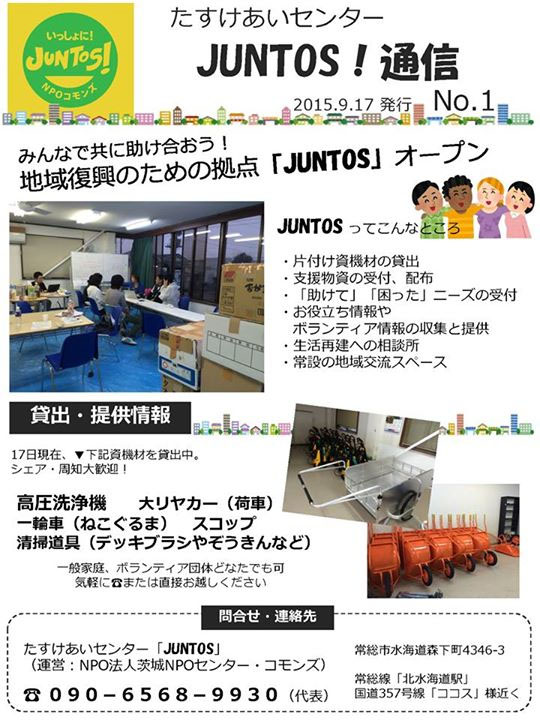 いっしょに!
JUNTOS!
NPOコモンズ
たすけあいセンター
JUNTOS!通信
2015.9.17 発行 No.1
みんなで共に助け合おう!
地域復興のための拠点「JUNTOS」オープン
JUNTOS ってこんなところ
・片付け資機材の貸出
・支援物資の受付、配布
・「助けて」「困った」ニーズの受付
・お役立ち情報や
ボランティア情報の収集と提供
・生活再建への相談所
・常設の地域交流スペース
貸出・提供情報
17日現在、▼下記資機材を貸出中。
シェア・周知大歓迎!
高圧洗浄機 大リヤカー(荷車)
一輪車(ねこぐるま) スコップ
清掃道具(デッキブラシやぞうきんなど)
一般家庭、ボランティア団体どなたでも可
気軽に☎または直接お越しください
問合せ・連絡先
たすけあいセンター「JUNTOS」
(運営:NPO法人茨城NPOセンター・コモンズ)
☎ 090-6568-9930(代表)
常総市水海道森下町4346-3
常総線「北水海道駅」
国道357号線「ココス」様近く